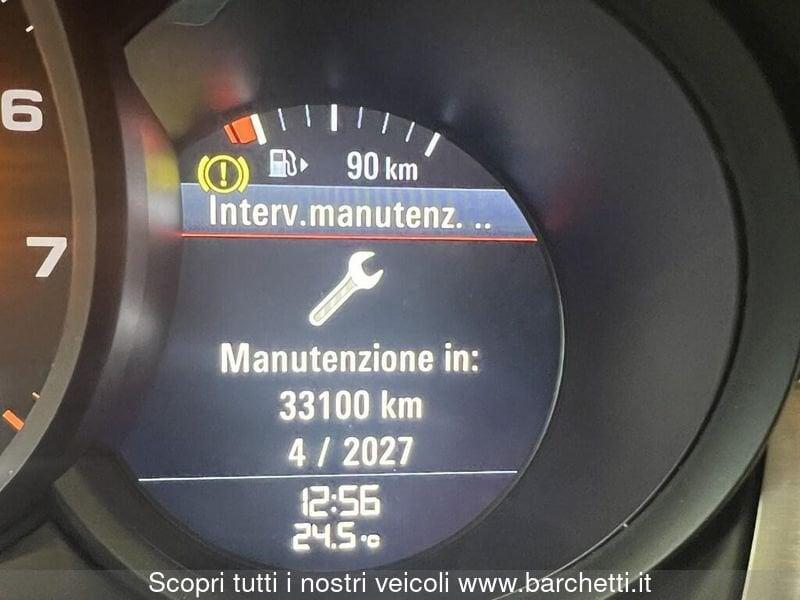 6
90 km
Interv.manutenz. ..
7
Manutenzione in:
33100 km
4 / 2027
12:56
24.5 °C
Scopri tutti i nostri veicoli www.barchetti.it